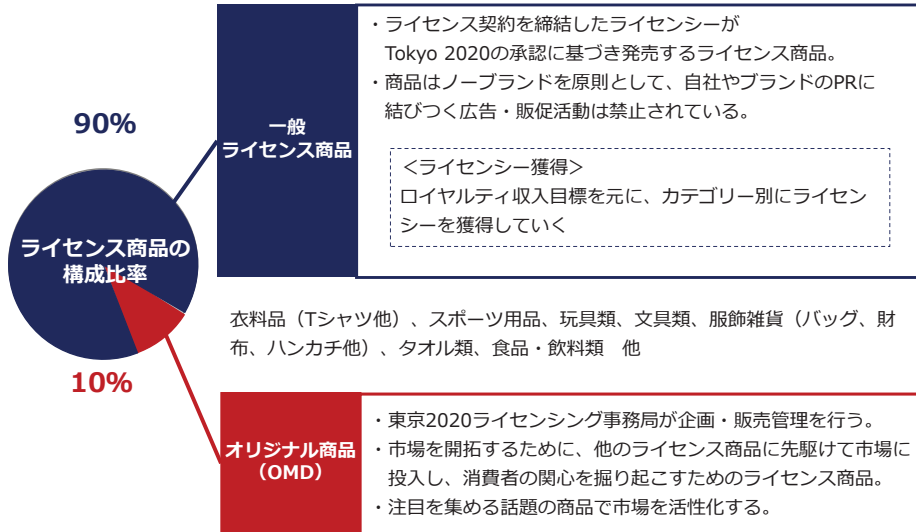 90%
ライセンス商品の
構成比率
10%
一般
ライセンス商品
・ライセンス契約を締結したライセンシーが
Tokyo 2020の承認に基づき発売するライセンス商品。
・商品はノーブランドを原則として、自社やブランドのPRに
結びつく広告・販促活動は禁止されている。
＜ライセンシー獲得＞
ロイヤルティ収入目標を元に、カテゴリー別にライセン
シーを獲得していく
衣料品（Tシャツ他）、スポーツ用品、玩具類、文具類、服飾雑貨（バッグ、財
布、ハンカチ他）、タオル類、食品・飲料類　他
オリジナル商品
（OMD）
・東京2020ライセンシング事務局が企画・販売管理を行う。
・市場を開拓するために、他のライセンス商品に先駆けて市場に
投入し、消費者の関心を掘り起こすためのライセンス商品。
・注目を集める話題の商品で市場を活性化する。